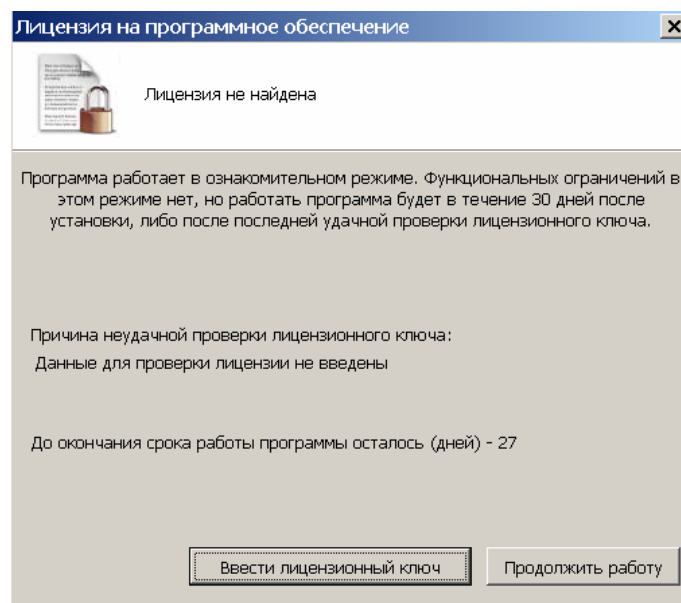 Лицензия на программное обеспечение
Лицензия не найдена
Программа работает в ознакомительном режиме. Функциональных ограничений в
этом режиме нет, но работать программа будет в течение 30 дней после
установки, либо после последней удачной проверки лицензионного ключа.
Причина неудачной проверки лицензионного ключа:
Данные для проверки лицензии не введены
До окончания срока работы программы осталось (дней) - 27
Ввести лицензионный ключ
Продолжить работу